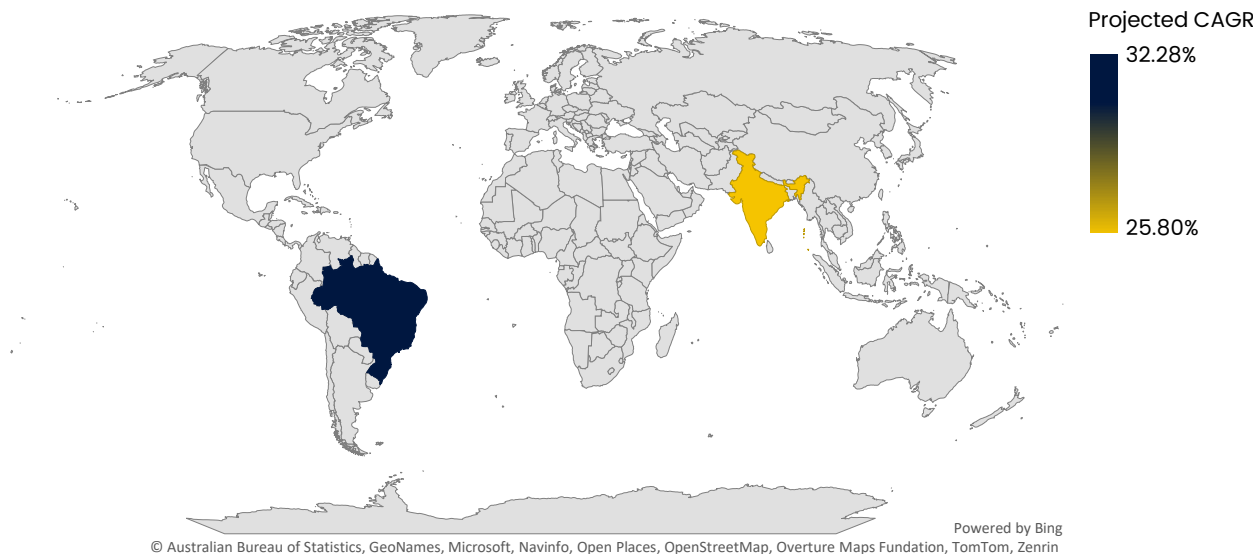 Projected CAGR
32.28%
25.80%
Powered by Bing
© Australian Bureau of Statistics, GeoNames, Microsoft, Navinfo, Open Places, OpenStreetMap, Overture Maps Fundation, TomTom, Zenrin